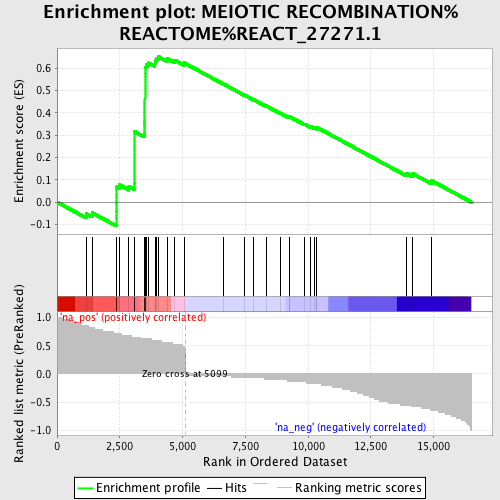 Enrichment plot: MEIOTIC RECOMBINATION%
REACTOME%REACT_27271.1
Enrichment score (ES)
0.6
0.5
0.4
0.3
0.2
0.1
0.0
-0.1
Ranked list metric (PreRanked)
1.0
0.5
0.0
-0.5
-1.0
'na_pos' (positively correlated)
Zero cross at 5099
'na_neg' (negatively correlated)
0
2,500
5,000
7,500
10,000
12,500
15,000
Rank in Ordered Dataset
Enrichment profile
Hits
Ranking metric scores